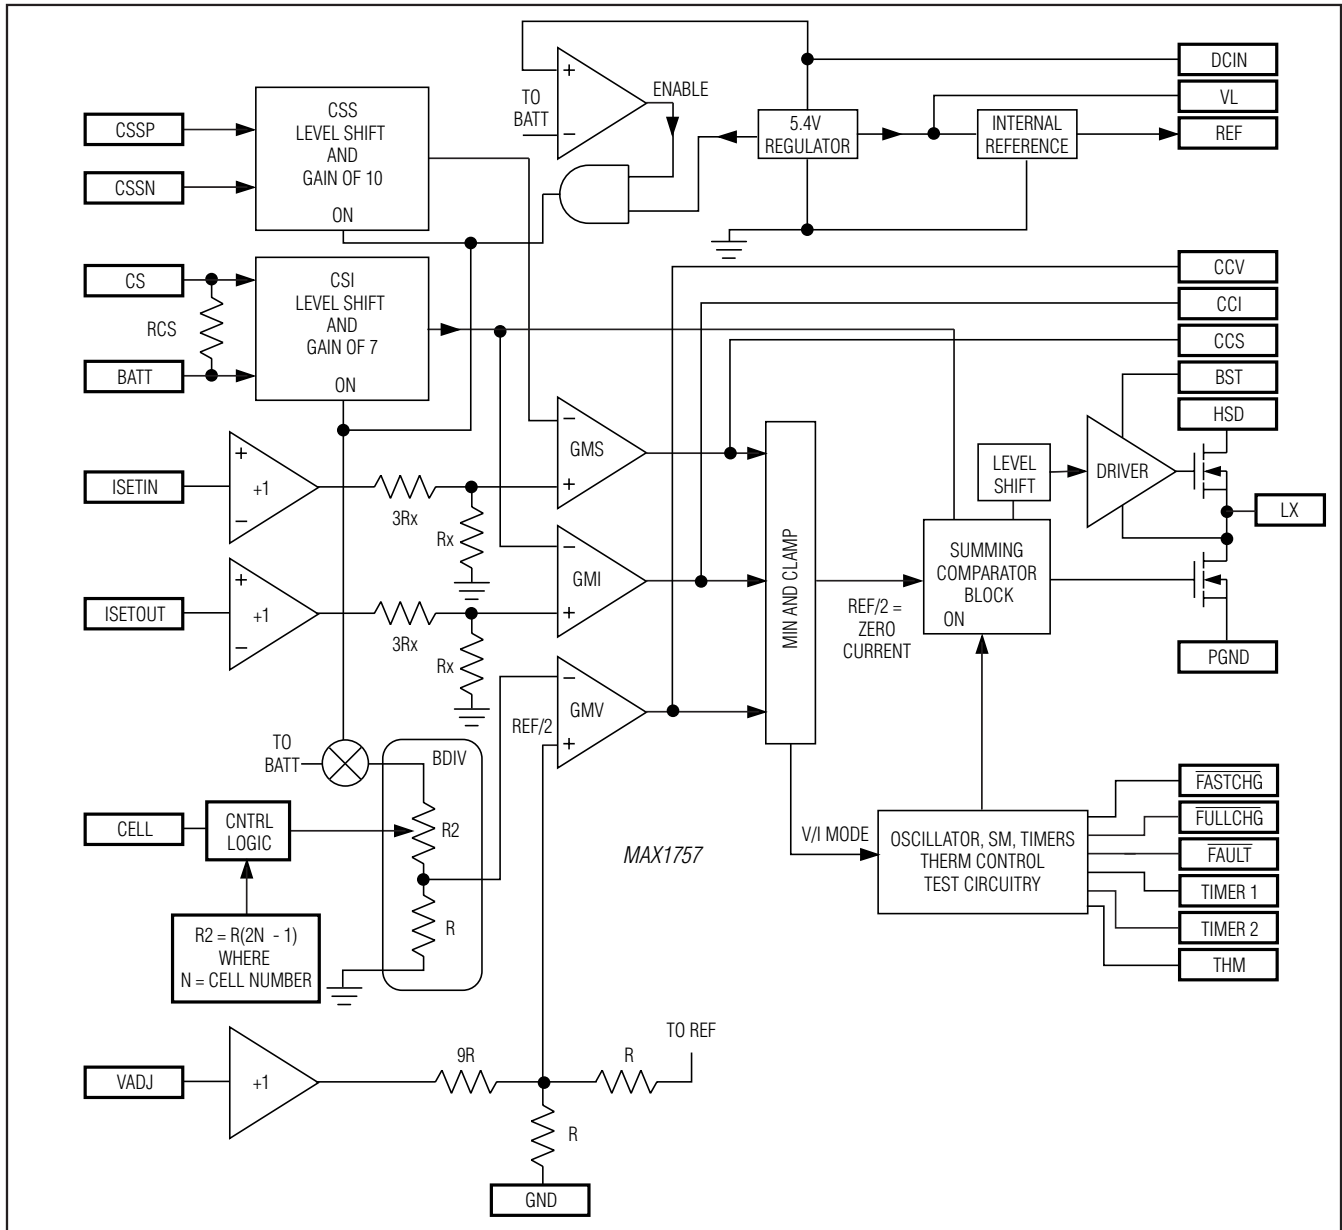 CSSP
CSSN
CS
RCS
BATT
ISETIN
ISETOUT
CSS
LEVEL SHIFT
AND
GAIN OF 10
ON
CSI
LEVEL SHIFT
AND
GAIN OF 7
ON
+
+1
−
+
+1
−
3Rx
Rx
3Rx
Rx
TO
BATT
+
−
ENABLE
5.4V
REGULATOR
INTERNAL
REFERENCE
DCIN
VL
REF
CCV
CCI
CCS
BST
HSD
LX
PGND
−
GMS
+
−
GMI
+
−
GMV
+
REF/2
MIN AND CLAMP
REF/2 =
ZERO
CURRENT
LEVEL
SHIFT
DRIVER
SUMMING
COMPARATOR
BLOCK
ON
V/I MODE
OSCILLATOR, SM, TIMERS
THERM CONTROL
TEST CIRCUITRY
FASTCHG
FULLCHG
FAULT
TIMER 1
TIMER 2
THM
TO
BATT
BDIV
R2
R
CELL
CNTRL
LOGIC
R2 = R(2N - 1)
WHERE
N = CELL NUMBER
MAX1757
VADJ
+1
9R
R
TO REF
R
GND